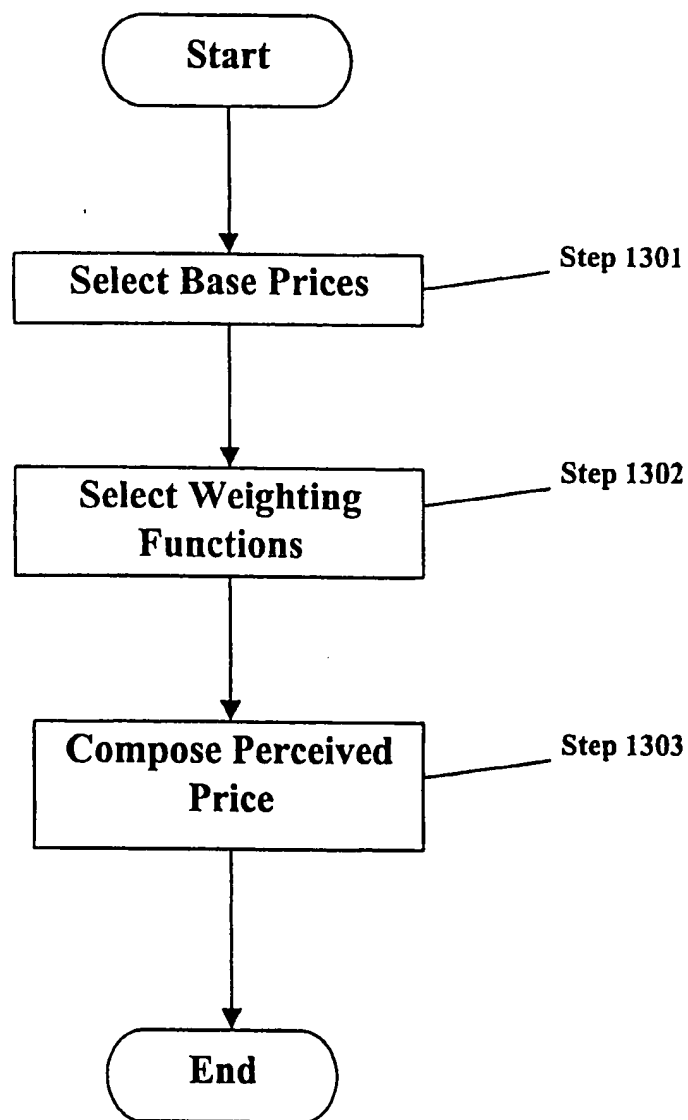 Start
Select Base Prices
Step 1301
Select Weighting
Functions
Step 1302
Compose Perceived
Price
Step 1303
End